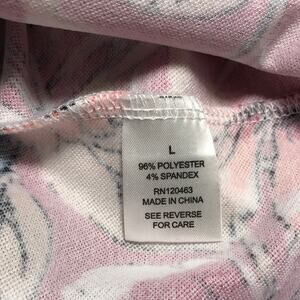 L
96% POLYESTER
4% SPANDEX
RN120463
MADE IN CHINA
SEE REVERSE
FOR CARE